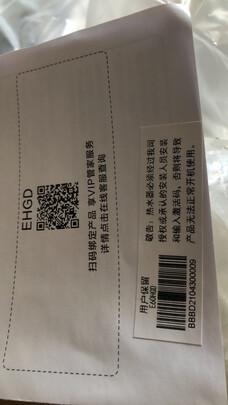 EHGD
扫码绑定产品 享VIP管家服务
详情点击在线客服查询
敬告:热水器必须经过我司
授权或承认的安装人员安装
和输入激活码,否则将导致
产品无法正常开机使用。
用户保留
E60HGD
BBBD2104300009